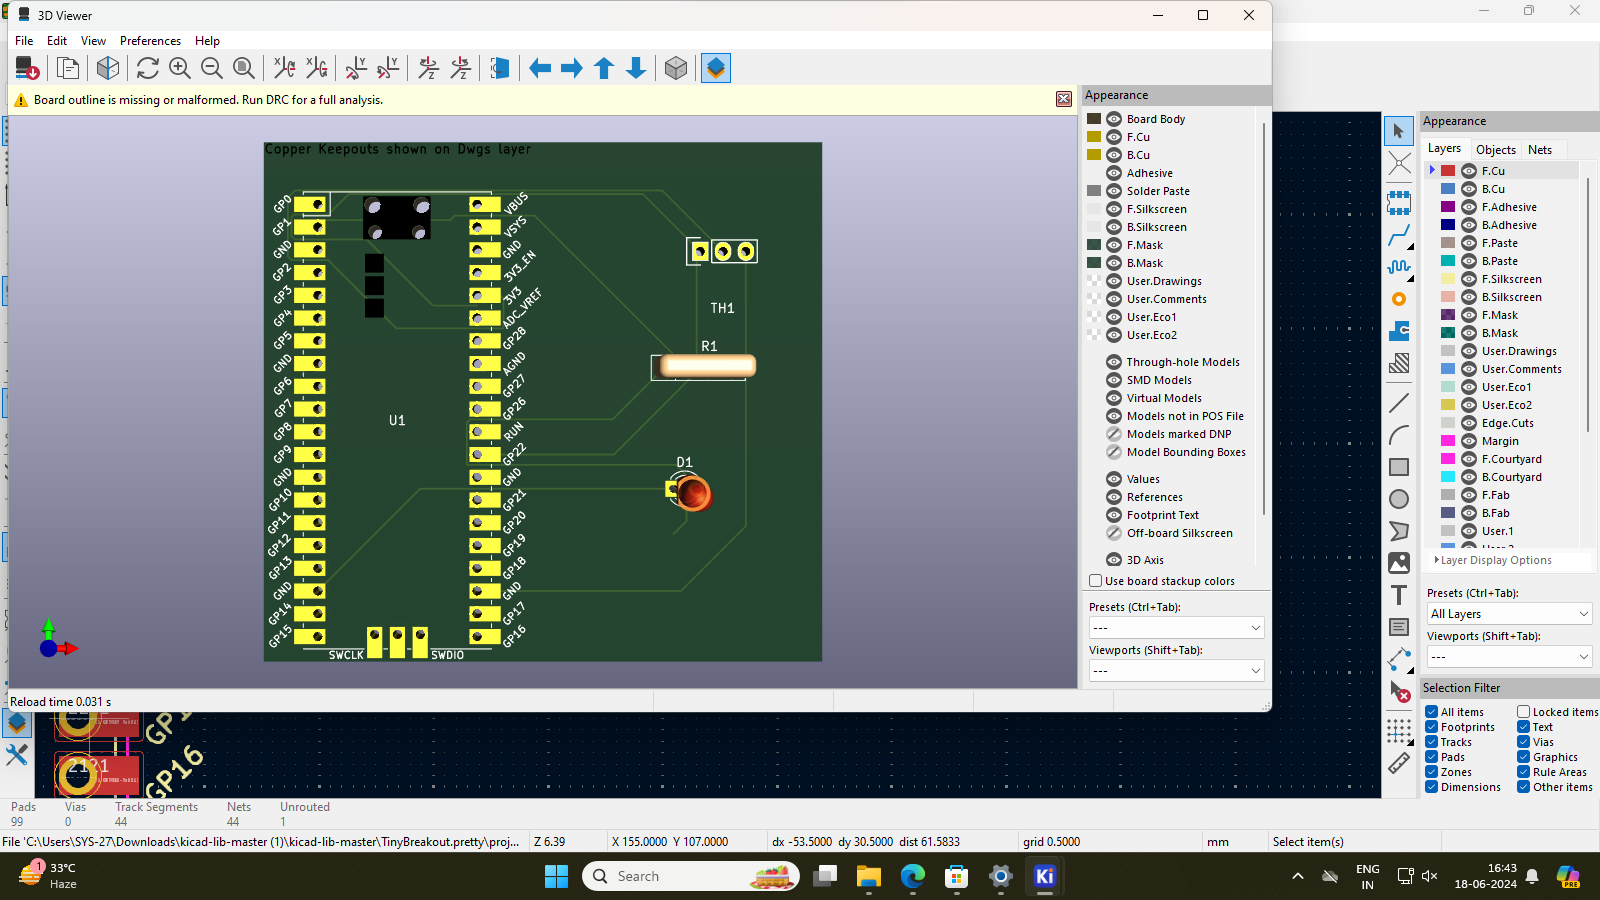 3D Viewer
File Edit View Preferences Help
Board outline is missing or malformed. Run DRC for a full analysis.
Copper Keepouts shown on Dwgs layer
GP0
GP1
GND
GP2
GP3
GP4
GP5
GND
GP6
GP7
GP8
GP9
GND
GP10
GP11
GP12
GP13
GND
GP14
GP15
U1
SWCLK
SWDIO
VBUS
VSYS
GND
3V3_EN
3V3
ADC_VREF
GP28
AGND
GP27
GP26
RUN
GP22
GND
GP21
GP20
GP19
GP18
GND
GP17
GP16
TH1
R1
D1
Reload time 0.031 s
Appearance
Board Body
F.Cu
B.Cu
Adhesive
Solder Paste
F.Silkscreen
B.Silkscreen
F.Mask
B.Mask
User.Drawings
User.Comments
User.Eco1
User.Eco2
Through-hole Models
SMD Models
Virtual Models
Models not in POS File
Models marked DNP
Model Bounding Boxes
Values
References
Footprint Text
Off-board Silkscreen
3D Axis
Use board stackup colors
Presets (Ctrl+Tab):
---
Viewports (Shift+Tab):
---
Appearance
Layers Objects Nets
F.Cu
B.Cu
F.Adhesive
B.Adhesive
F.Paste
B.Paste
F.Silkscreen
B.Silkscreen
F.Mask
B.Mask
User.Drawings
User.Comments
User.Eco1
User.Eco2
Edge.Cuts
Margin
F.Courtyard
B.Courtyard
F.Fab
B.Fab
User.1
Layer Display Options
Presets (Ctrl+Tab):
All Layers
Viewports (Shift+Tab):
---
Selection Filter
All items Locked items
Footprints Text
Tracks Vias
Pads Graphics
Zones Rule Areas
Dimensions Other items
GP16
Pads Vias Track Segments Nets Unrouted
99 0 44 44 1
File 'C:\Users\SYS-27\Downloads\kicad-lib-master (1)\kicad-lib-master\TinyBreakout.pretty\proj... Z 6.39 X 155.0000 Y 107.0000 dx -53.5000 dy 30.5000 dist 61.5833 grid 0.5000 mm Select item(s)
1
33°C
Haze
Search
Ki
PRE
ENG
IN
16:43
18-06-2024